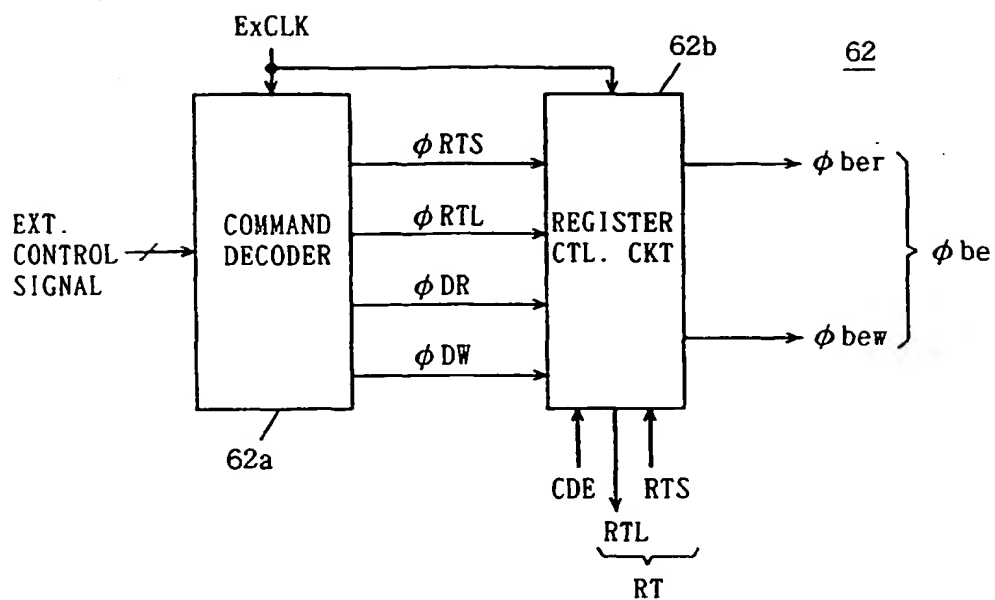 ExCLK
62b
62
φRTS
φber
φRTL
EXT.
CONTROL
SIGNAL
COMMAND
DECODER
REGISTER
CTL. CKT
φbe
φDR
φbew
φDW
62a
CDE
RTS
RTL
RT